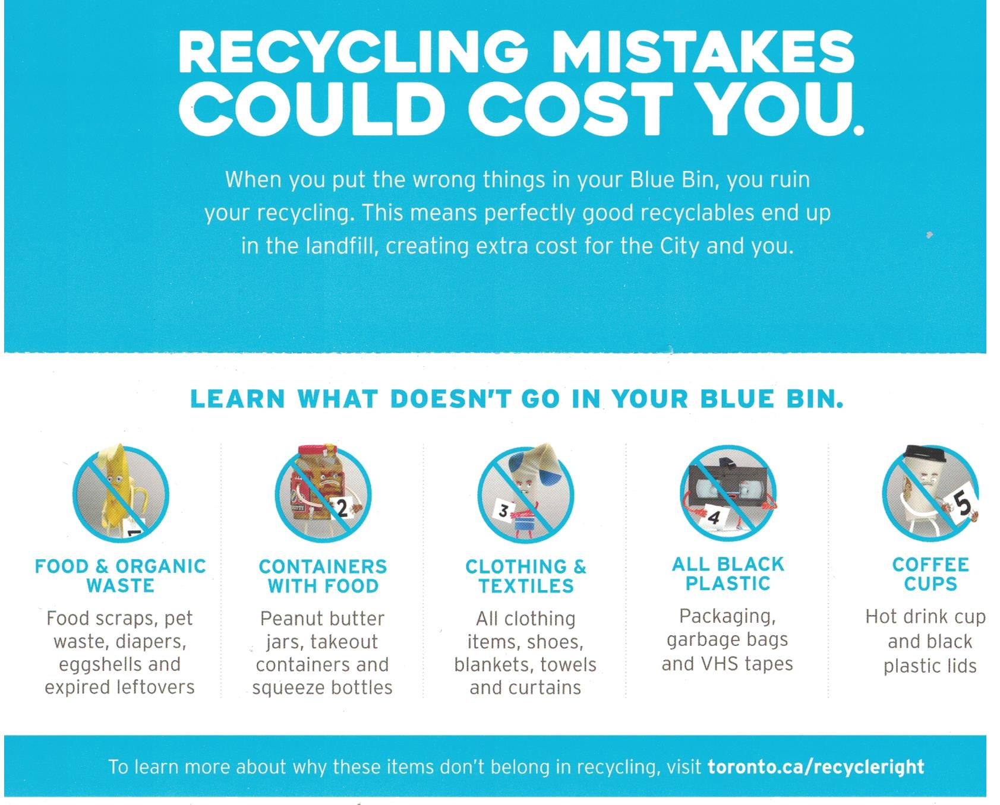 RECYCLING MISTAKES
COULD COST YOU.
When you put the wrong things in your Blue Bin, you ruin
your recycling. This means perfectly good recyclables end up
in the landfill, creating extra cost for the City and you.
LEARN WHAT DOESN'T GO IN YOUR BLUE BIN.
1
2
3
4
5
FOOD & ORGANIC
WASTE
Food scraps, pet
waste, diapers,
eggshells and
expired leftovers
CONTAINERS
WITH FOOD
Peanut butter
jars, takeout
containers and
squeeze bottles
CLOTHING &
TEXTILES
All clothing
items, shoes,
blankets, towels
and curtains
ALL BLACK
PLASTIC
Packaging,
garbage bags
and VHS tapes
COFFEE
CUPS
Hot drink cup
and black
plastic lids
To learn more about why these items don't belong in recycling, visit toronto.ca/recycleright